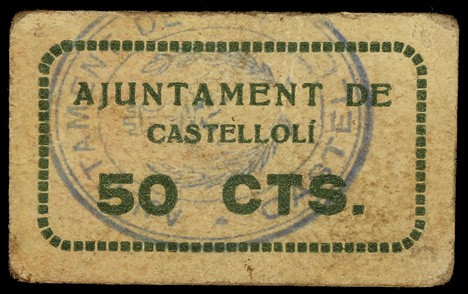 AJUNTAMENT DE
CASTELLOLÍ
50 CTS.